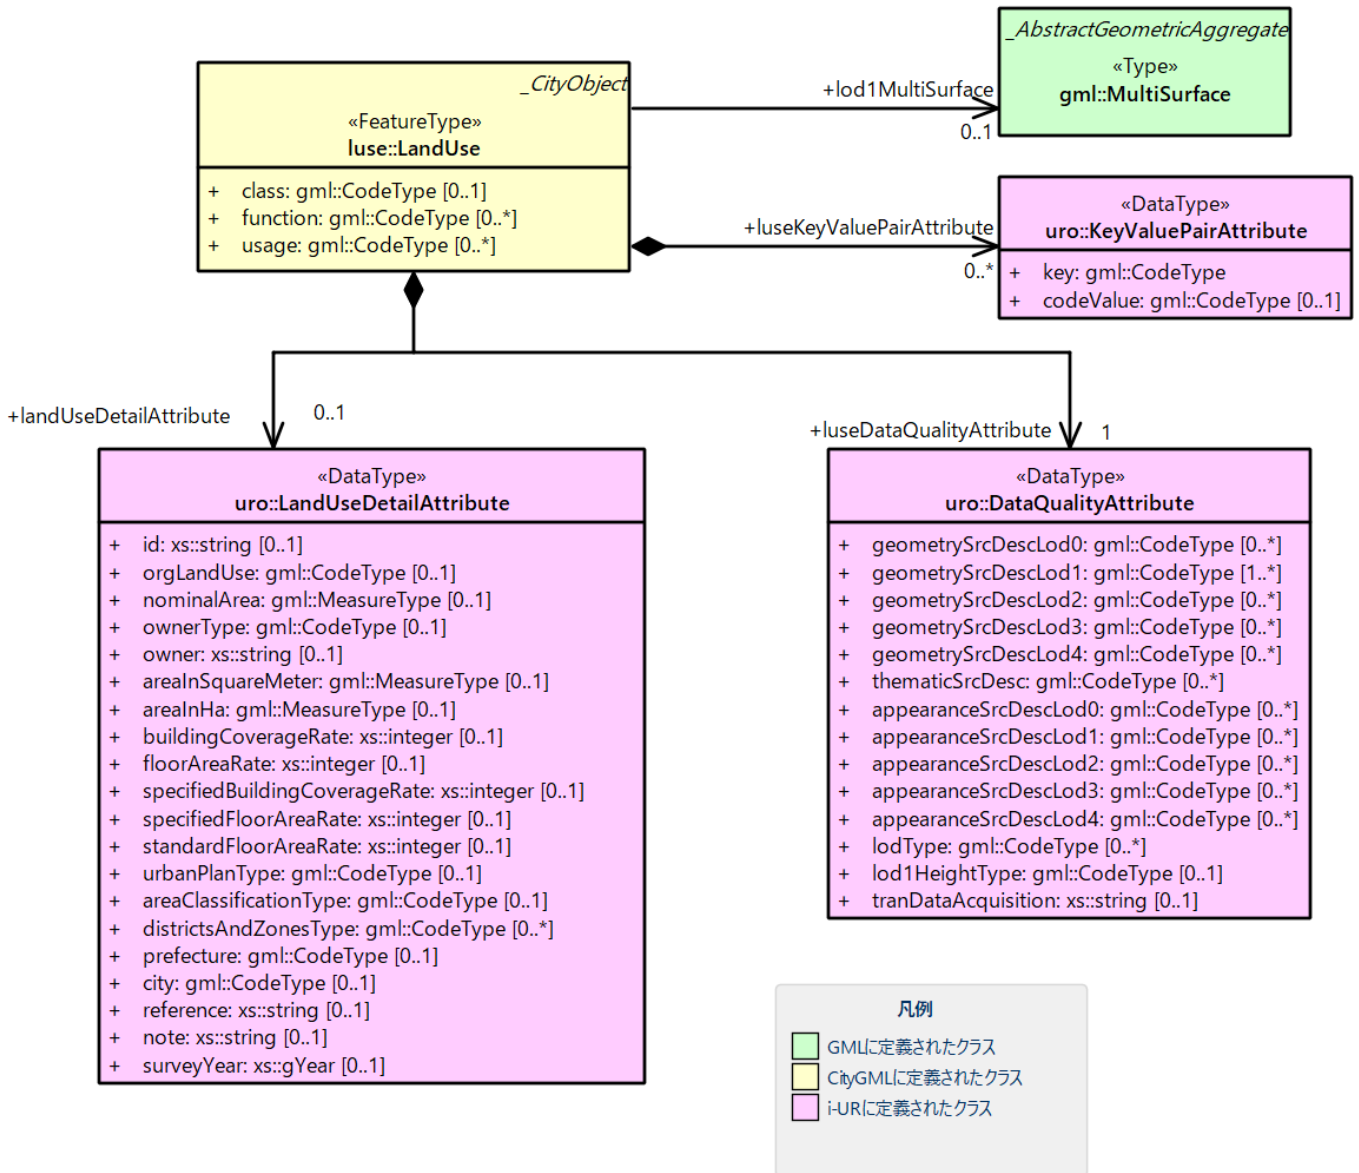 _AbstractGeometricAggregate
«Type»
gml::MultiSurface
_CityObject
«FeatureType»
luse::LandUse
+ class: gml::CodeType [0..1]
+ function: gml::CodeType [0..*]
+ usage: gml::CodeType [0..*]
+lod1MultiSurface
0..1
+luseKeyValuePairAttribute
0..*
«DataType»
uro::KeyValuePairAttribute
+ key: gml::CodeType
+ codeValue: gml::CodeType [0..1]
+landUseDetailAttribute
0..1
+luseDataQualityAttribute
1
«DataType»
uro::LandUseDetailAttribute
+ id: xs::string [0..1]
+ orgLandUse: gml::CodeType [0..1]
+ nominalArea: gml::MeasureType [0..1]
+ ownerType: gml::CodeType [0..1]
+ owner: xs::string [0..1]
+ areaInSquareMeter: gml::MeasureType [0..1]
+ areaInHa: gml::MeasureType [0..1]
+ buildingCoverageRate: xs::integer [0..1]
+ floorAreaRate: xs::integer [0..1]
+ specifiedBuildingCoverageRate: xs::integer [0..1]
+ specifiedFloorAreaRate: xs::integer [0..1]
+ standardFloorAreaRate: xs::integer [0..1]
+ urbanPlanType: gml::CodeType [0..1]
+ areaClassificationType: gml::CodeType [0..1]
+ districtsAndZonesType: gml::CodeType [0..*]
+ prefecture: gml::CodeType [0..1]
+ city: gml::CodeType [0..1]
+ reference: xs::string [0..1]
+ note: xs::string [0..1]
+ surveyYear: xs::gYear [0..1]
«DataType»
uro::DataQualityAttribute
+ geometrySrcDescLod0: gml::CodeType [0..*]
+ geometrySrcDescLod1: gml::CodeType [1..*]
+ geometrySrcDescLod2: gml::CodeType [0..*]
+ geometrySrcDescLod3: gml::CodeType [0..*]
+ geometrySrcDescLod4: gml::CodeType [0..*]
+ thematicSrcDesc: gml::CodeType [0..*]
+ appearanceSrcDescLod0: gml::CodeType [0..*]
+ appearanceSrcDescLod1: gml::CodeType [0..*]
+ appearanceSrcDescLod2: gml::CodeType [0..*]
+ appearanceSrcDescLod3: gml::CodeType [0..*]
+ appearanceSrcDescLod4: gml::CodeType [0..*]
+ lodType: gml::CodeType [0..*]
+ lod1HeightType: gml::CodeType [0..1]
+ tranDataAcquisition: xs::string [0..1]
凡例
GMLに定義されたクラス
CityGMLに定義されたクラス
i-URに定義されたクラス